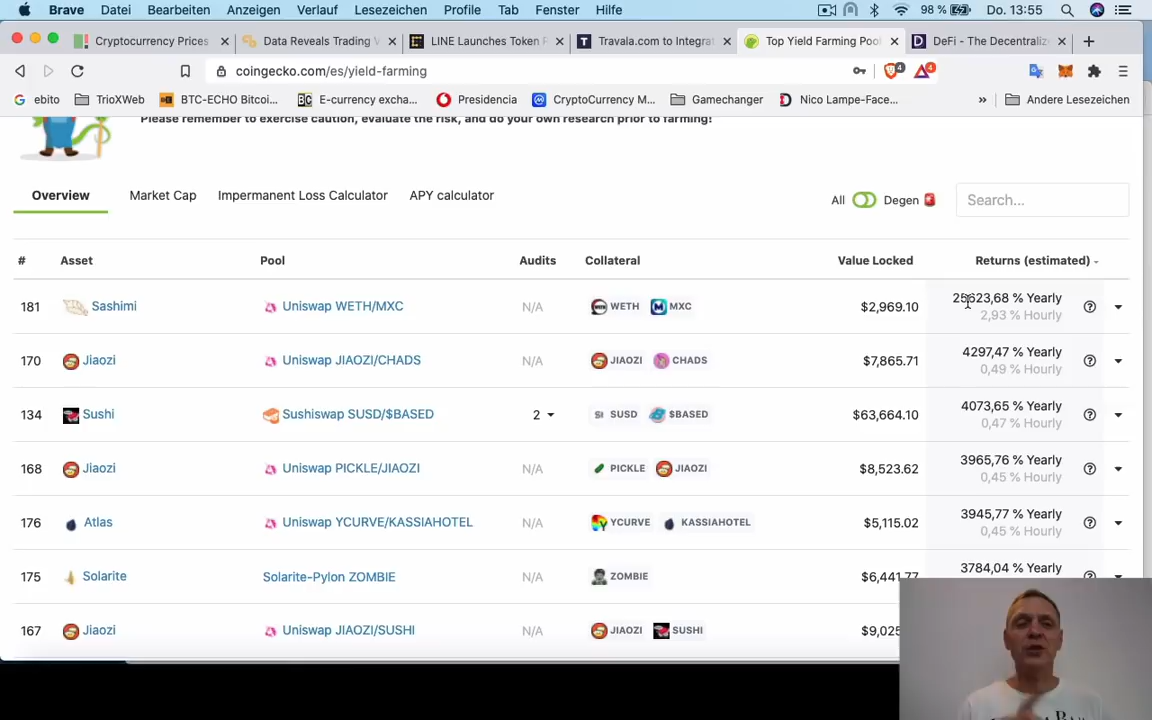 Brave Datei Bearbeiten Anzeigen Verlauf Lesezeichen Profile Tab Fenster Hilfe 98 % Do. 13:55
Cryptocurrency Prices Data Reveals Trading V LINE Launches Token Travala.com to Integrat Top Yield Farming Poo DeFi - The Decentraliz
coingecko.com/es/yield-farming 4 4
G ebito TrioXWeb BTC-ECHO Bitcoi... E-currency excha... Presidencia CryptoCurrency M... Gamechanger Nico Lampe-Face... » Andere Lesezeichen
Please remember to exercise caution, evaluate the risk, and do your own research prior to farming!
Overview Market Cap Impermanent Loss Calculator APY calculator All Degen Search...
# Asset Pool Audits Collateral Value Locked Returns (estimated)
181 Sashimi Uniswap WETH/MXC N/A WETH MXC $2,969.10 Yearly
2,93 % Hourly
170 Jiaozi Uniswap JIAOZI/CHADS N/A JIAOZI CHADS $7,865.71 4297,47 % Yearly
0,49 % Hourly
134 Sushi Sushiswap SUSD/$BASED 2 SUSD $BASED $63,664.10 4073,65 % Yearly
0,47 % Hourly
168 Jiaozi Uniswap PICKLE/JIAOZI N/A PICKLE JIAOZI $8,523.62 3965,76 % Yearly
0,45 % Hourly
176 Atlas Uniswap YCURVE/KASSIAHOTEL N/A YCURVE KASSIAHOTEL $5,115.02 3945,77 % Yearly
0,45 % Hourly
175 Solarite Solarite-Pylon ZOMBIE N/A ZOMBIE $6,441.77 3784,04 % Yearly
167 Jiaozi Uniswap JIAOZI/SUSHI N/A JIAOZI SUSHI $9,025